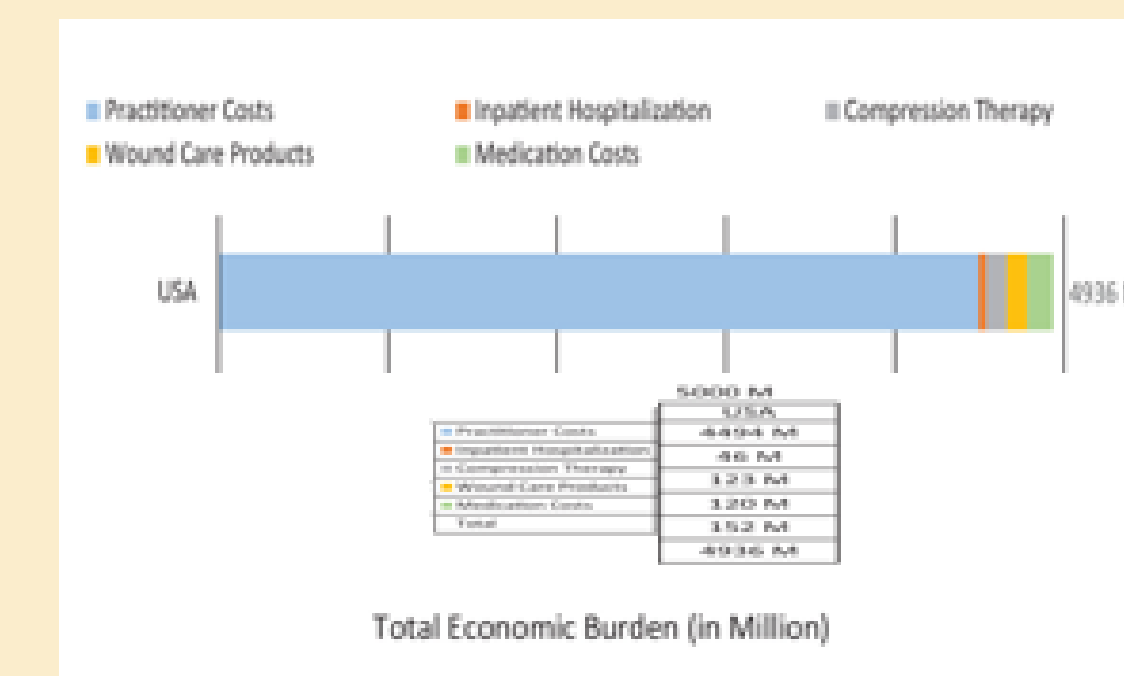 Practitioner Costs Inpatient Hospitalization Compression Therapy
Wound Care Products Medication Costs
USA
4936
5000 M
USA
Practitioner Costs 4494 M
Inpatient Hospitalization 46 M
Compression Therapy 123 M
Wound Care Products 120 M
Medication Costs 152 M
Total 4936 M
Total Economic Burden (in Million)